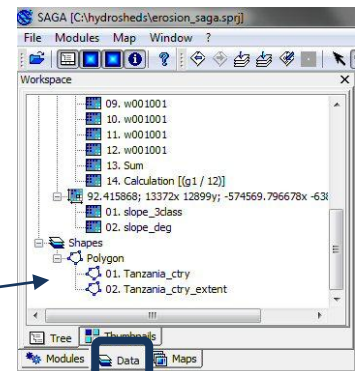 SAGA [C:\hydrosheds\erosion_saga.sprj]
File Modules Map Window ?
Workspace
09. w001001
10. w001001
11. w001001
12. w001001
13. Sum
14. Calculation [(g1 / 12)]
92.415868; 13372x 12899y; -574569.796678x -638
01. slope_3class
02. slope_deg
Shapes
Polygon
01. Tanzania_ctry
02. Tanzania_ctry_extent
Tree Thumbnails
Modules Data Maps